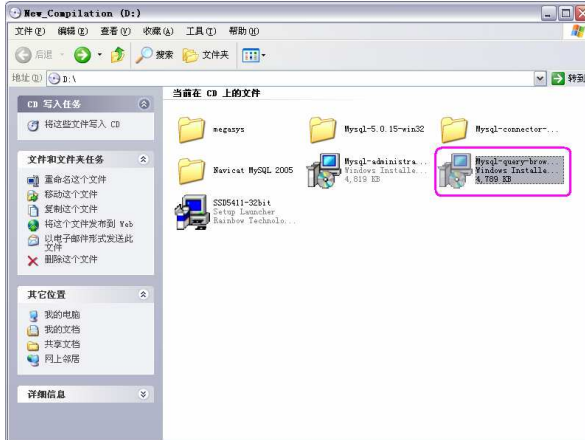 New_Compilation (D:)
文件(F) 编辑(E) 查看(V) 收藏(A) 工具(T) 帮助(H)
后退 搜索 文件夹
地址(D) D:\ 转到
当前在 CD 上的文件
CD 写入任务
将这些文件写入 CD
megasys
Mysql-5.0.15-win32
Mysql-connector-...
文件和文件夹任务
重命名这个文件
移动这个文件
复制这个文件
将这个文件发布到 Web
以电子邮件形式发送此文件
删除这个文件
Navicat MySQL 2005
Mysql-administra...
Windows Installe...
4,819 KB
Mysql-query-brow...
Windows Installe...
4,789 KB
SSD5411-32bit
Setup Launcher
Rainbow Technolo...
其它位置
我的电脑
我的文档
共享文档
网上邻居
详细信息